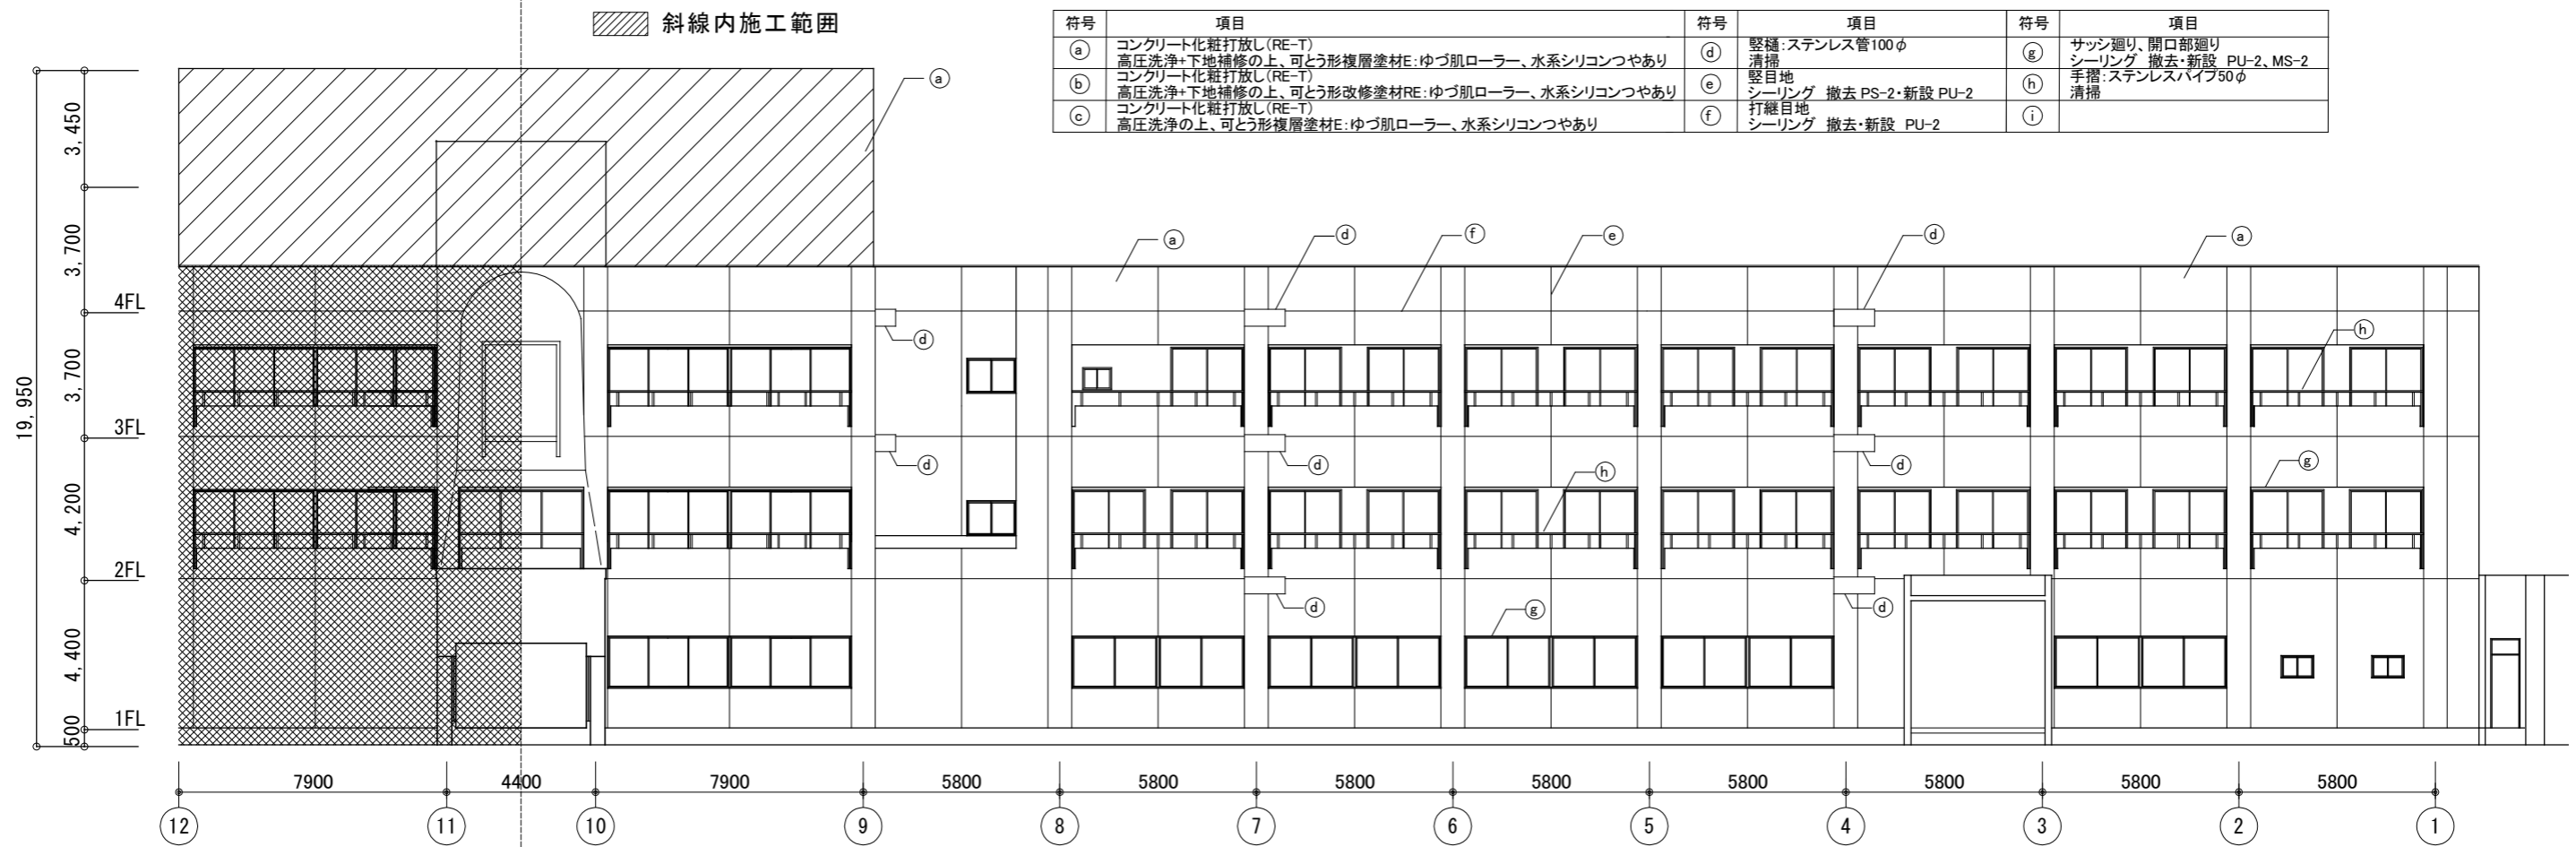 斜線内施工範囲
符号 項目 符号 項目 符号 項目
a コンクリート化粧打放し(RE-T)
高圧洗浄+下地補修の上、可とう形複層塗材E:ゆづ肌ローラー、水系シリコンつやあり
d 竪樋:ステンレス管100φ
清掃
g サッシ廻り、開口部廻り
シーリング 撤去・新設 PU-2、MS-2
b コンクリート化粧打放し(RE-T)
高圧洗浄+下地補修の上、可とう形改修塗材RE:ゆづ肌ローラー、水系シリコンつやあり
e 竪目地
シーリング 撤去 PS-2・新設 PU-2
h 手摺:ステンレスパイプ50φ
清掃
c コンクリート化粧打放し(RE-T)
高圧洗浄の上、可とう形複層塗材E:ゆづ肌ローラー、水系シリコンつやあり
f 打継目地
シーリング 撤去・新設 PU-2
i
a
a
d
f
e
d
a
d
h
d
d
d
h
g
d
g
d
19,950
3,450
3,700
3,700
4,200
4,400
500
4FL
3FL
2FL
1FL
7900 4400 7900 5800 5800 5800 5800 5800 5800 5800 5800
12 11 10 9 8 7 6 5 4 3 2 1